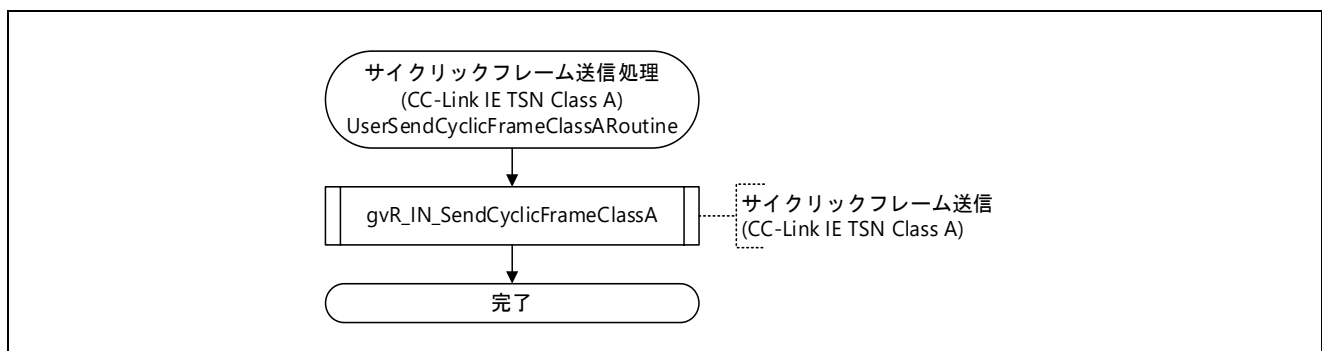 サイクリックフレーム送信処理
(CC-Link IE TSN Class A)
UserSendCyclicFrameClassARoutine
gvR_IN_SendCyclicFrameClassA
サイクリックフレーム送信
(CC-Link IE TSN Class A)
完了